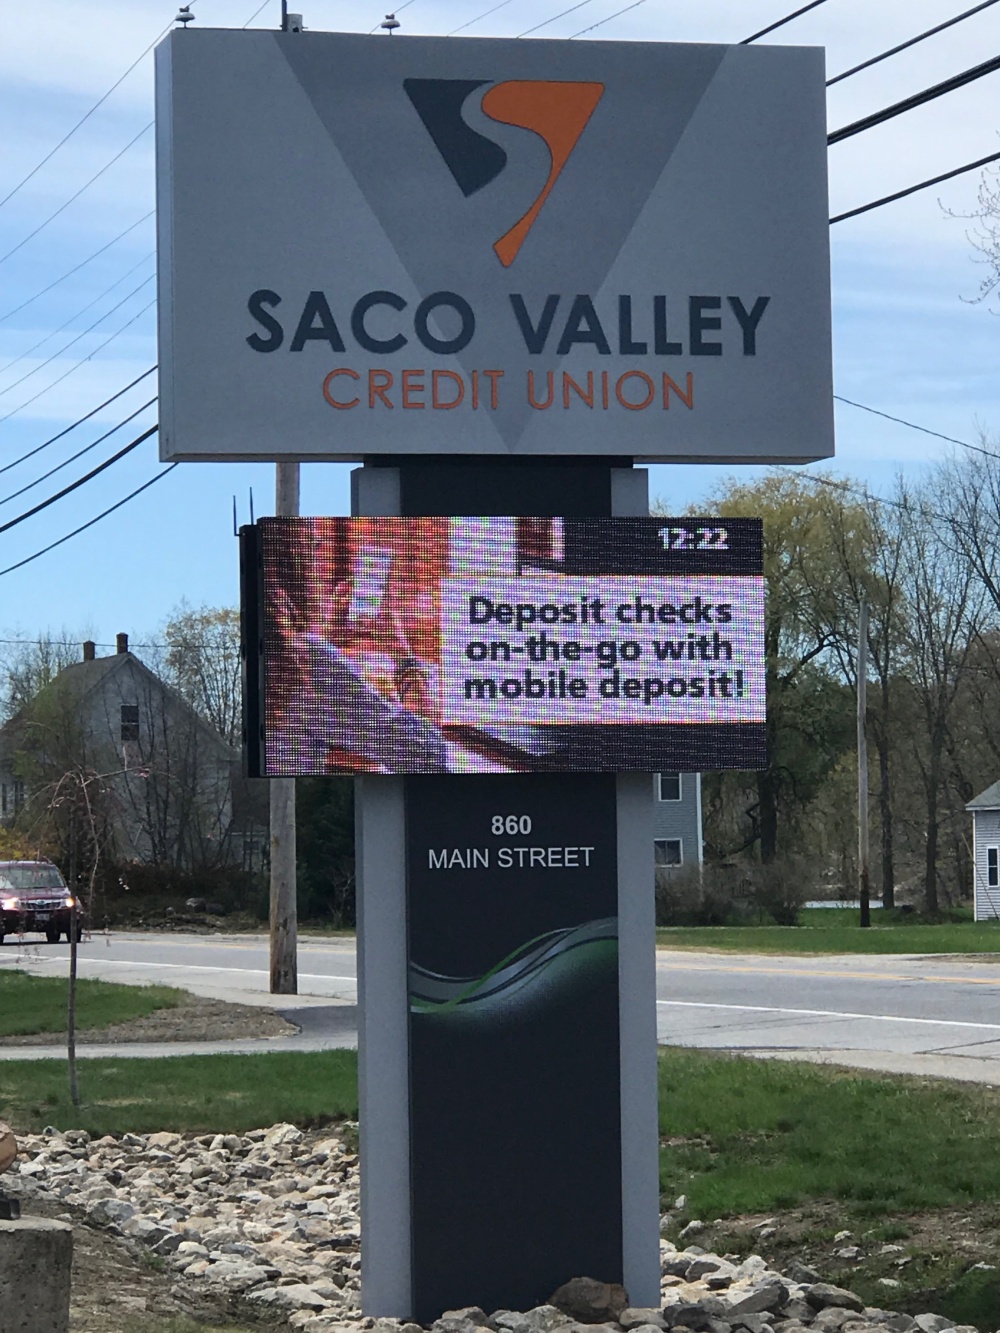 SACO VALLEY
CREDIT UNION
12:22
Deposit checks
on-the-go with
mobile deposit!
860
MAIN STREET